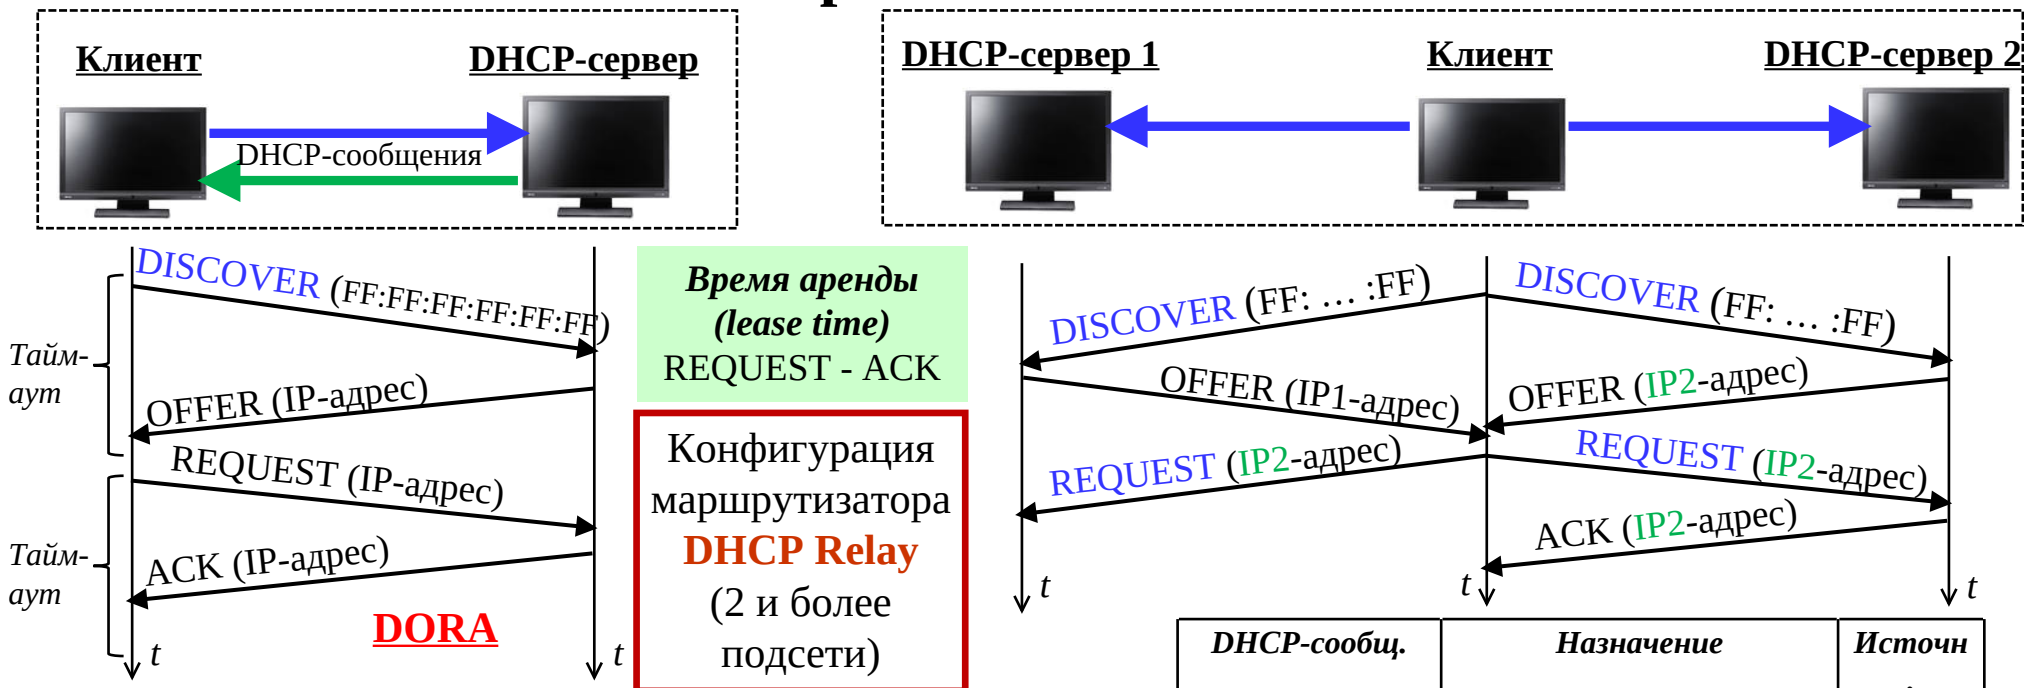 Клиент
DHCP-сервер
DHCP-сообщения
DHCP-сервер 1
Клиент
DHCP-сервер 2
DISCOVER (FF:FF:FF:FF:FF:FF)
Тайм-
аут
OFFER (IP-адрес)
REQUEST (IP-адрес)
Тайм-
аут
ACK (IP-адрес)
DORA
t
t
Время аренды
(lease time)
REQUEST - ACK
Конфигурация
маршрутизатора
DHCP Relay
(2 и более
подсети)
DISCOVER (FF: … :FF)
DISCOVER (FF: … :FF)
OFFER (IP1-адрес)
OFFER (IP2-адрес)
REQUEST (IP2-адрес)
REQUEST (IP2-адрес)
ACK (IP2-адрес)
t
t
t
DHCP-сообщ.
Назначение
Источн